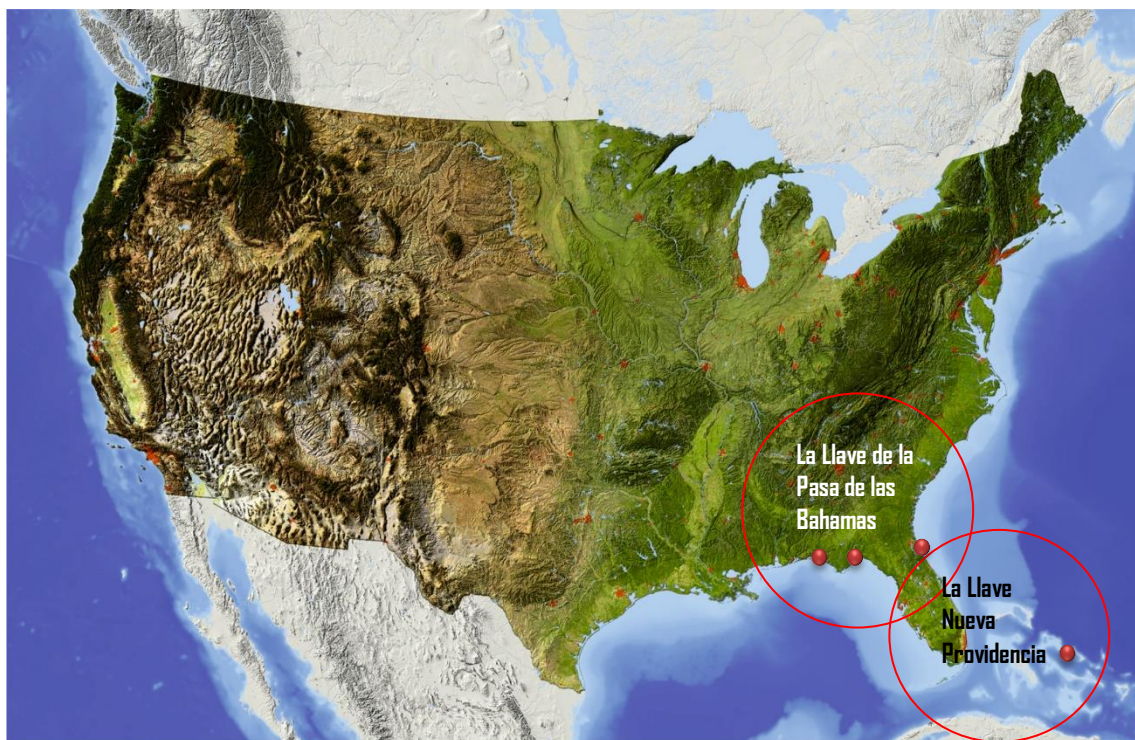 La Llave de la
Pasa de las
Bahamas
La Llave
Nueva
Providencia